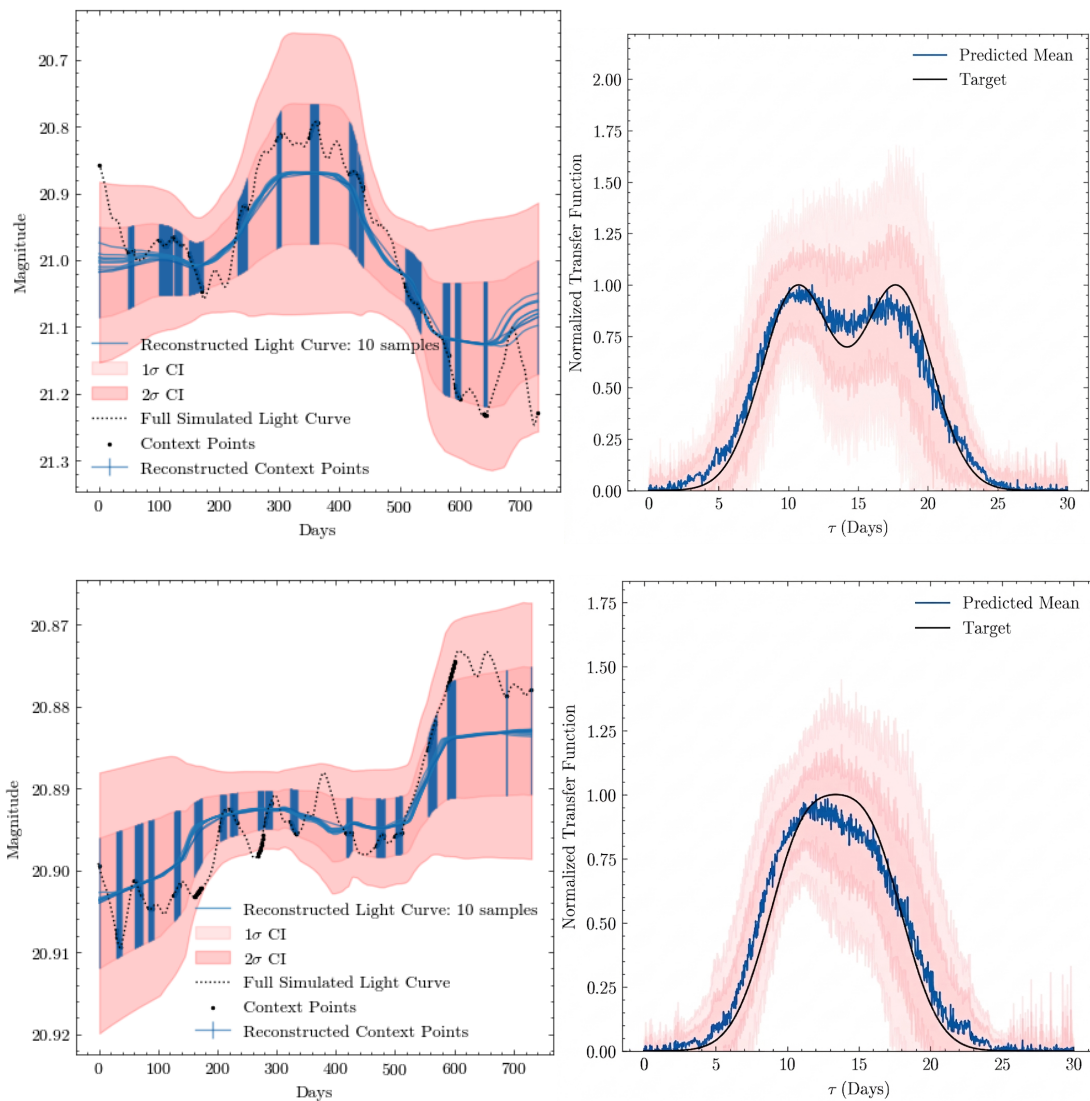 20.7
20.8
20.9
21.0
21.1
21.2
21.3
Magnitude
Reconstructed Light Curve: 10 samples
1σ CI
2σ CI
Full Simulated Light Curve
Context Points
Reconstructed Context Points
0 100 200 300 400 500 600 700
Days
2.00
1.75
1.50
1.25
1.00
0.75
0.50
0.25
0.00
Normalized Transfer Function
Predicted Mean
Target
0 5 10 15 20 25 30
τ (Days)
20.87
20.88
20.89
20.90
20.91
20.92
Magnitude
Reconstructed Light Curve: 10 samples
1σ CI
2σ CI
Full Simulated Light Curve
Context Points
Reconstructed Context Points
0 100 200 300 400 500 600 700
Days
1.75
1.50
1.25
1.00
0.75
0.50
0.25
0.00
Normalized Transfer Function
Predicted Mean
Target
0 5 10 15 20 25 30
τ (Days)